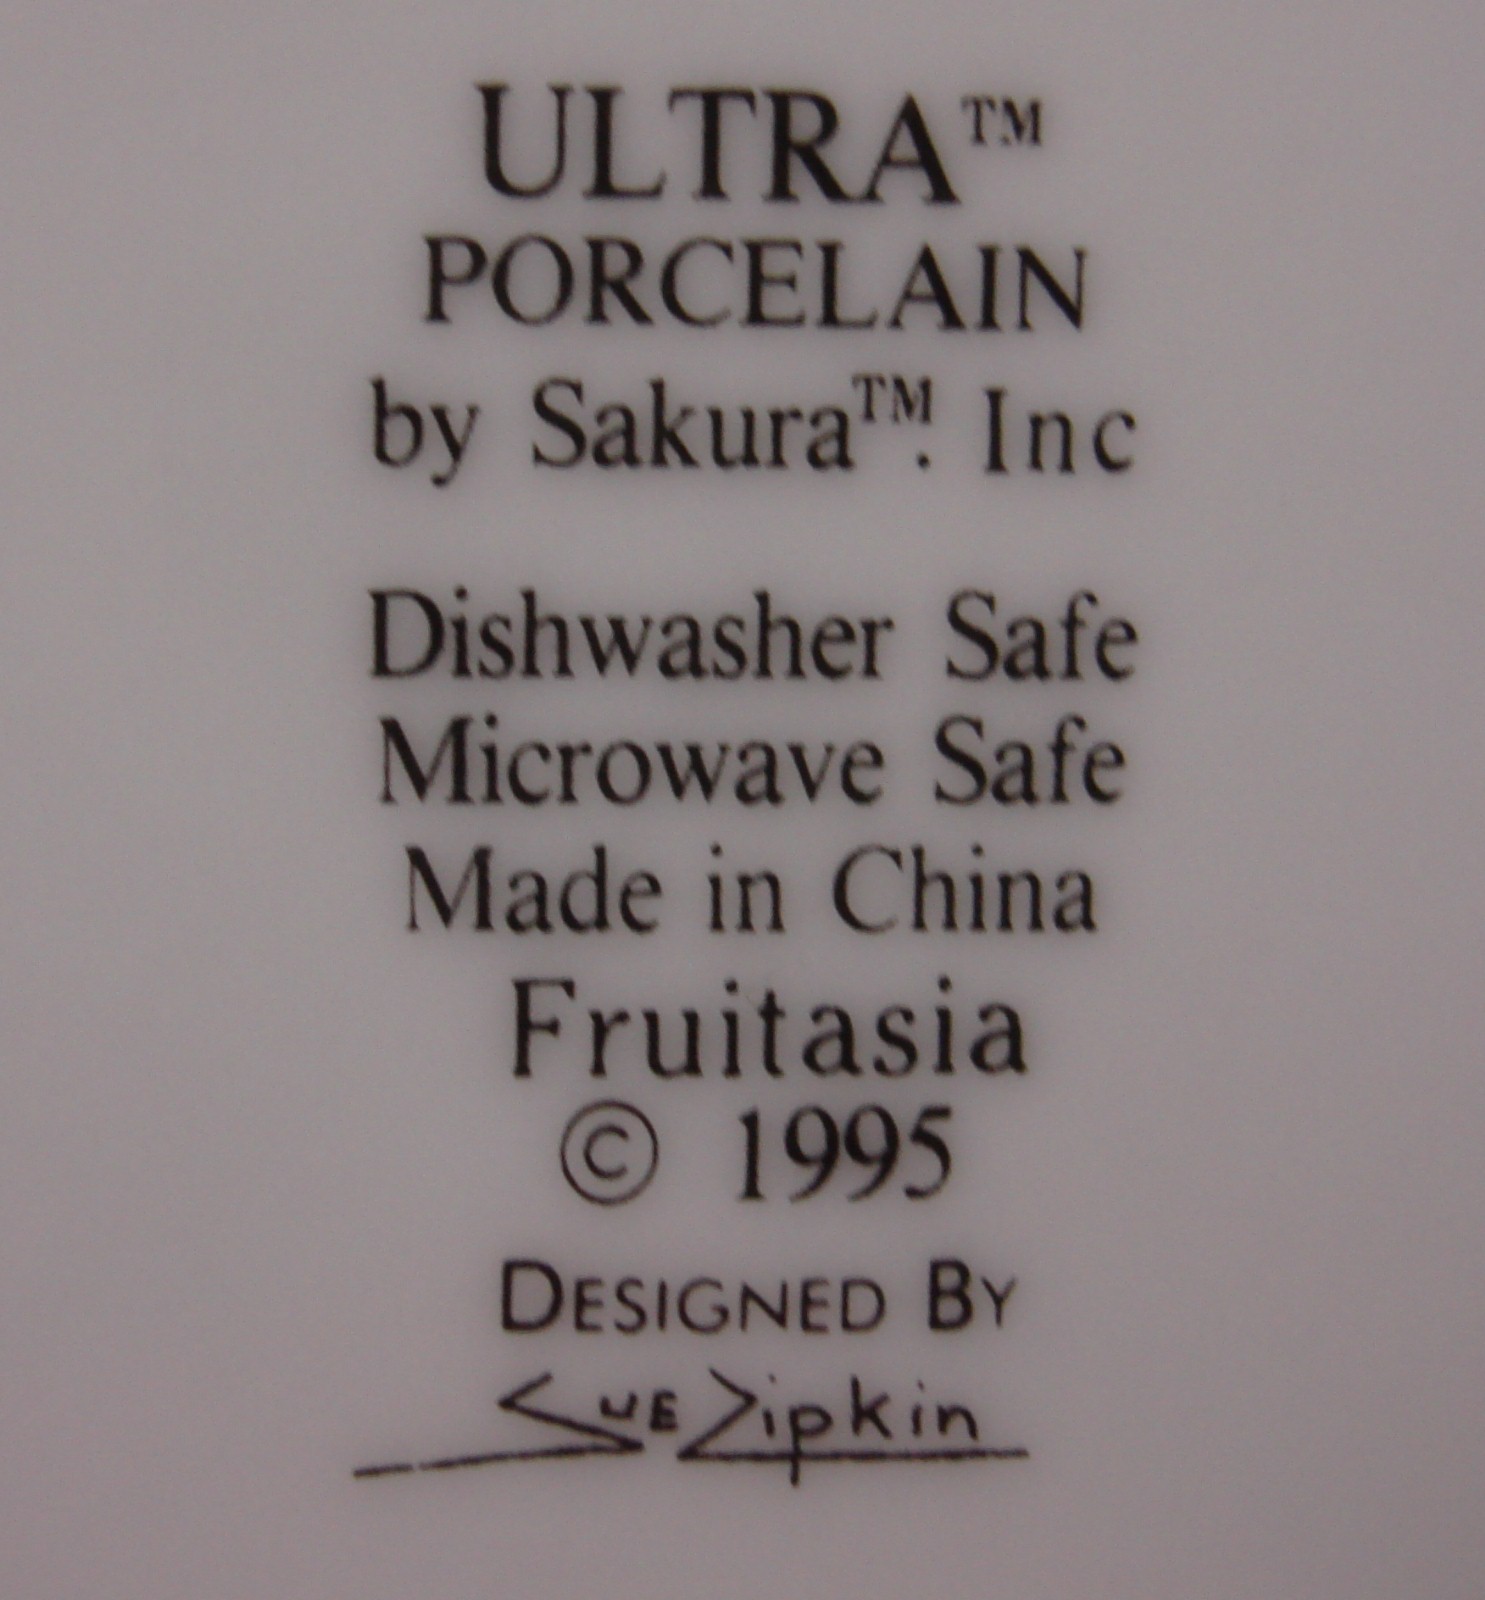 ULTRA™
PORCELAIN
by Sakura™. Inc
Dishwasher Safe
Microwave Safe
Made in China
Fruitasia
© 1995
DESIGNED BY
SUE Zipkin